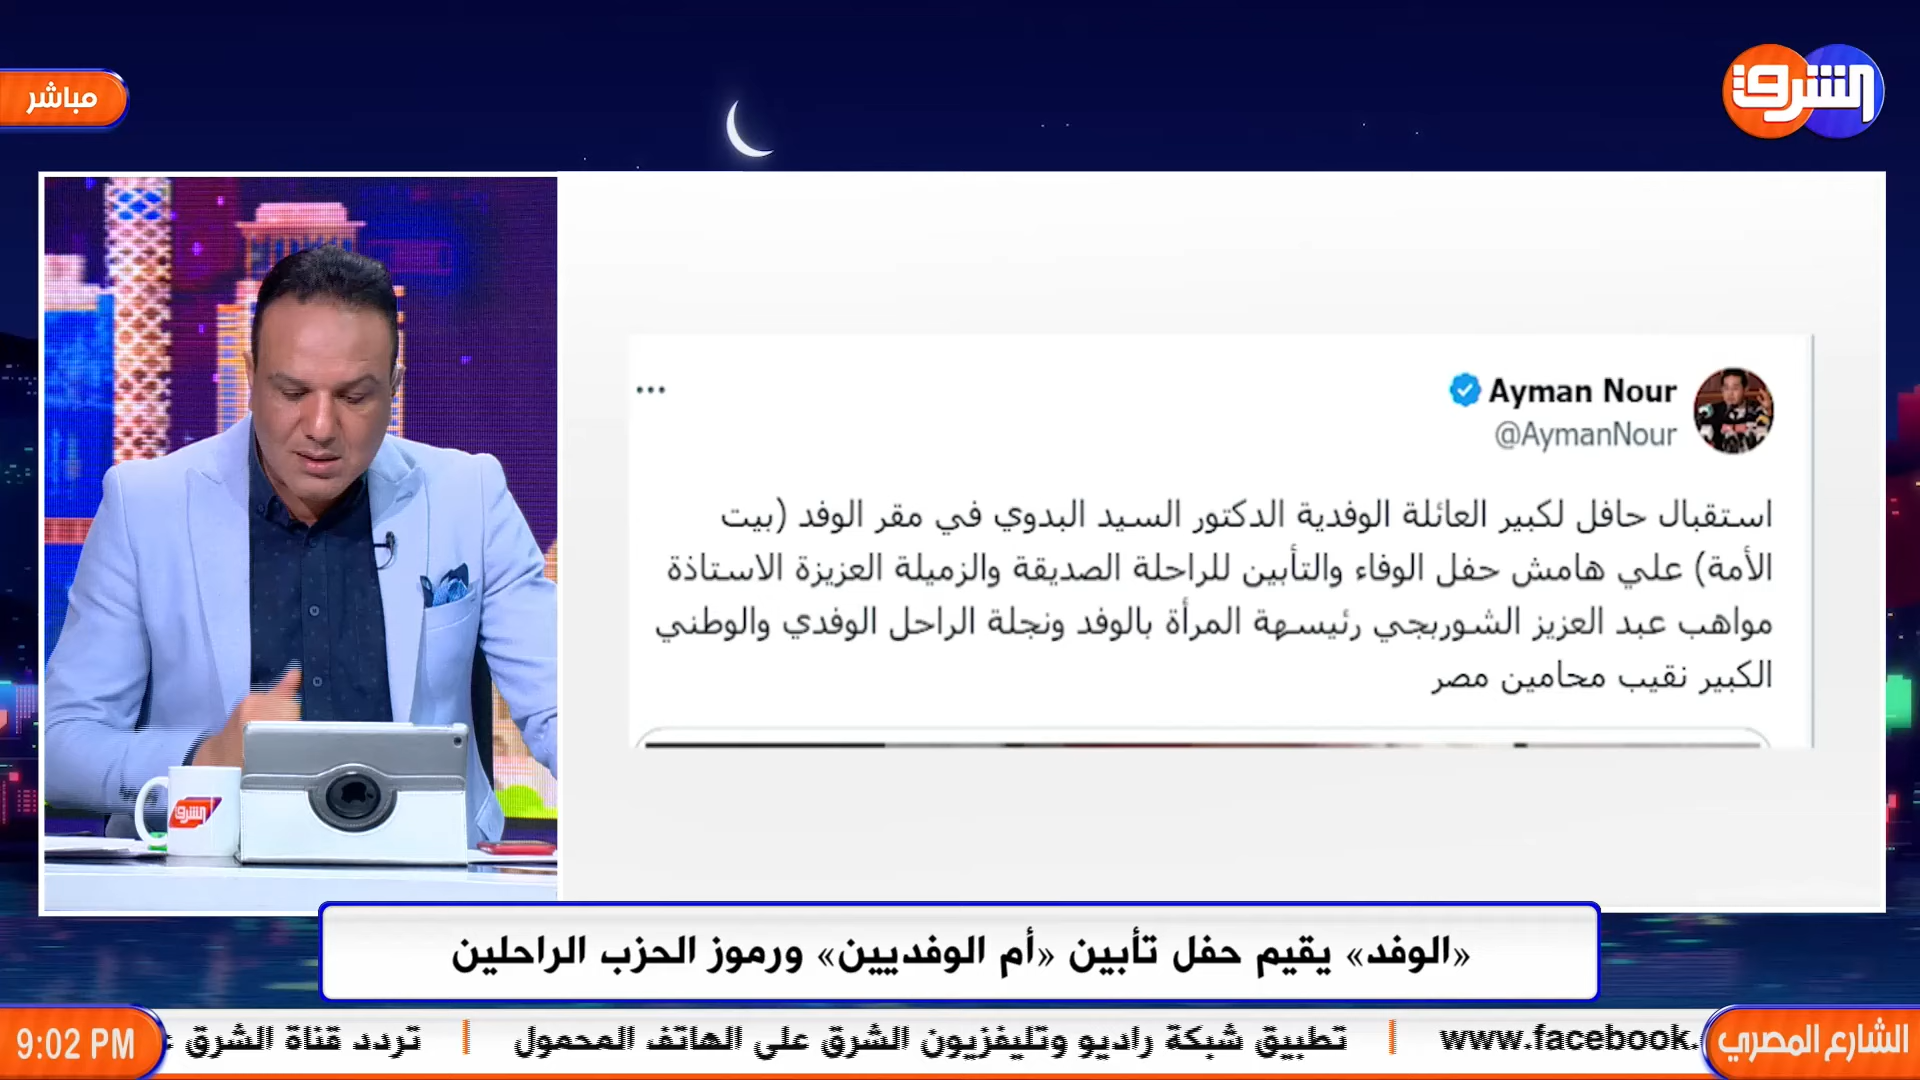 مباشر
الشرق
Ayman Nour
@AymanNour
استقبال حافل لكبير العائلة الوفدية الدكتور السيد البدوي في مقر الوفد (بيت
الأمة) علي هامش حفل الوفاء والتأبين للراحلة الصديقة والزميلة العزيزة الاستاذة
مواهب عبد العزيز الشوربجي رئيسهة المرأة بالوفد ونجلة الراحل الوفدي والوطني
الكبير نقيب محامين مصر
الشرق
«الوفد» يقيم حفل تأبين «أم الوفديين» ورموز الحزب الراحلين
الشارع المصري
www.facebook. | تطبيق شبكة راديو وتليفزيون الشرق على الهاتف المحمول | تردد قناة الشرق
9:02 PM